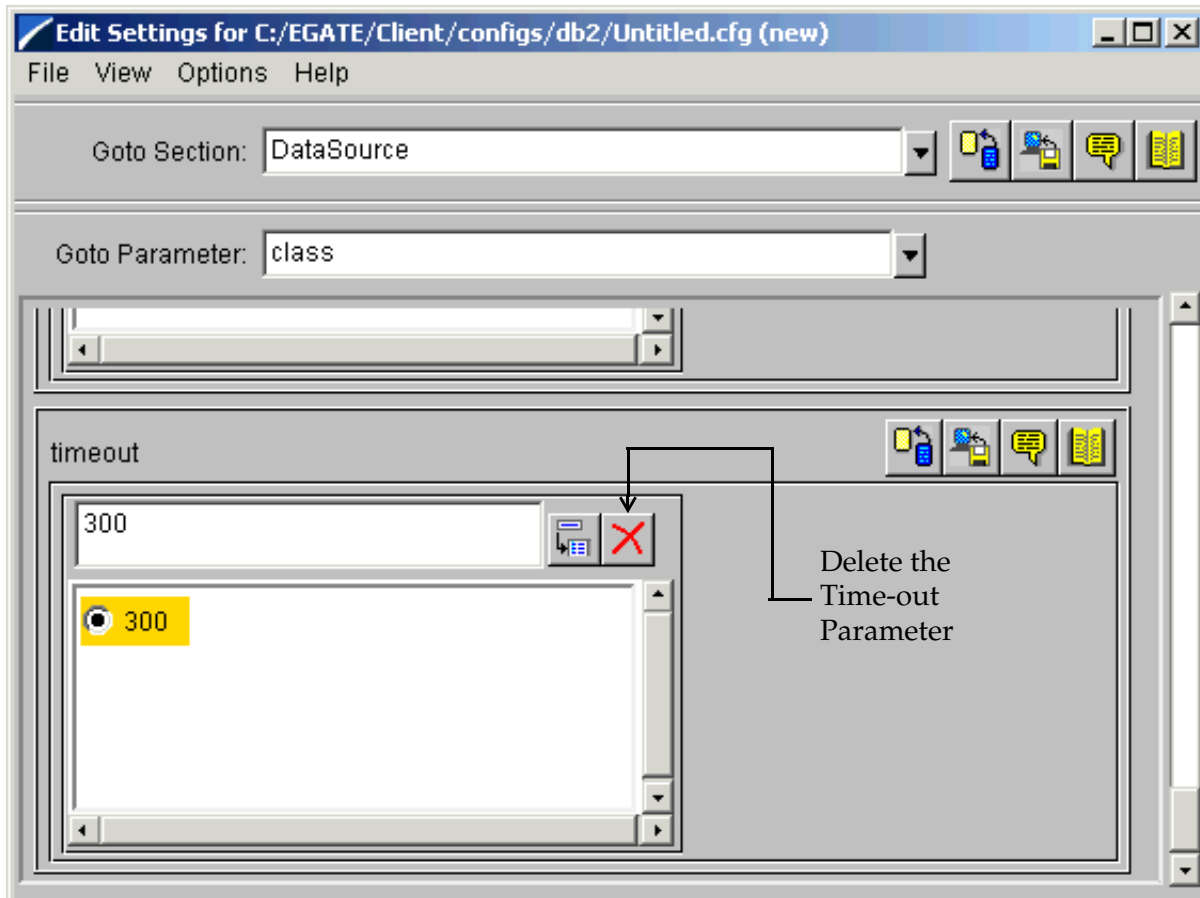 Edit Settings for C:/EGATE/Client/configs/db2/Untitled.cfg (new)
File View Options Help
Goto Section: DataSource
Goto Parameter: class
timeout
300
300
Delete the
Time-out
Parameter